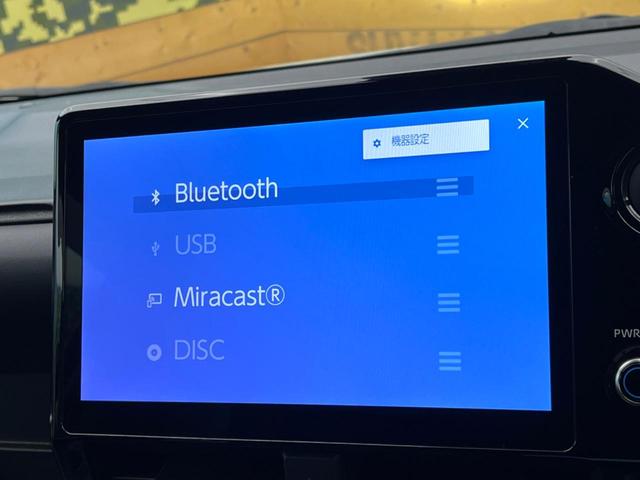 機器設定
Bluetooth
USB
Miracast®
DISC
PWR